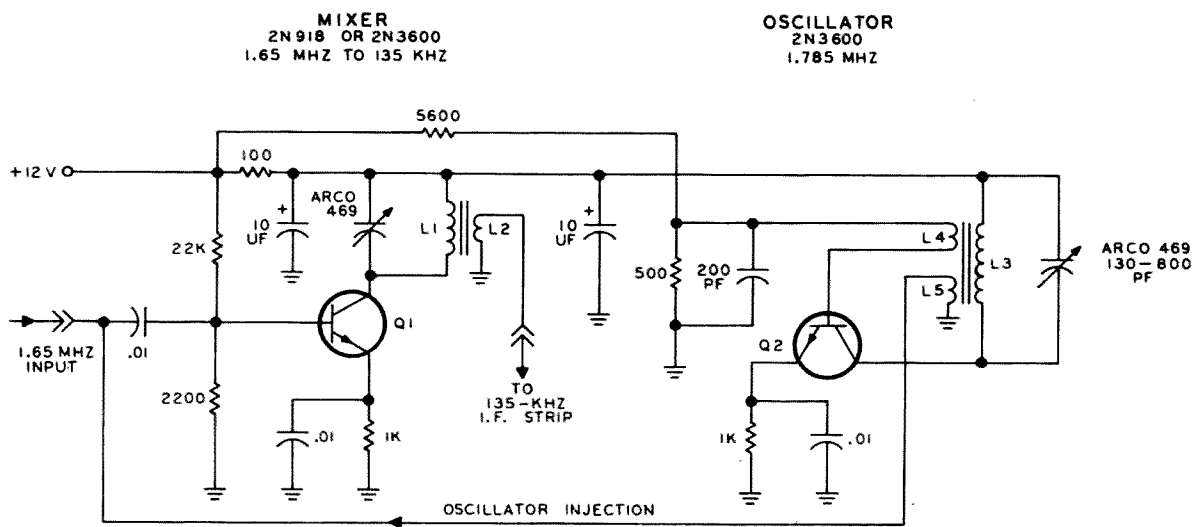 MIXER
2N918 OR 2N3600
1.65 MHZ TO 135 KHZ
OSCILLATOR
2N3600
1.785 MHZ
5600
+12V
100
+
10
UF
ARCO
469
L1
L2
+
10
UF
22K
500
200
PF
L4
L3
L5
ARCO 469
130-800
PF
Q1
Q2
1.65 MHZ
INPUT
.01
2200
TO
135-KHZ
I.F. STRIP
.01
1K
1K
.01
OSCILLATOR INJECTION